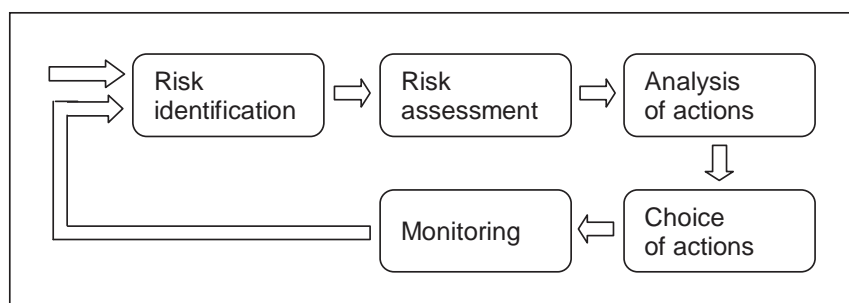 Risk
identification
Risk
assessment
Analysis
of actions
Monitoring
Choice
of actions